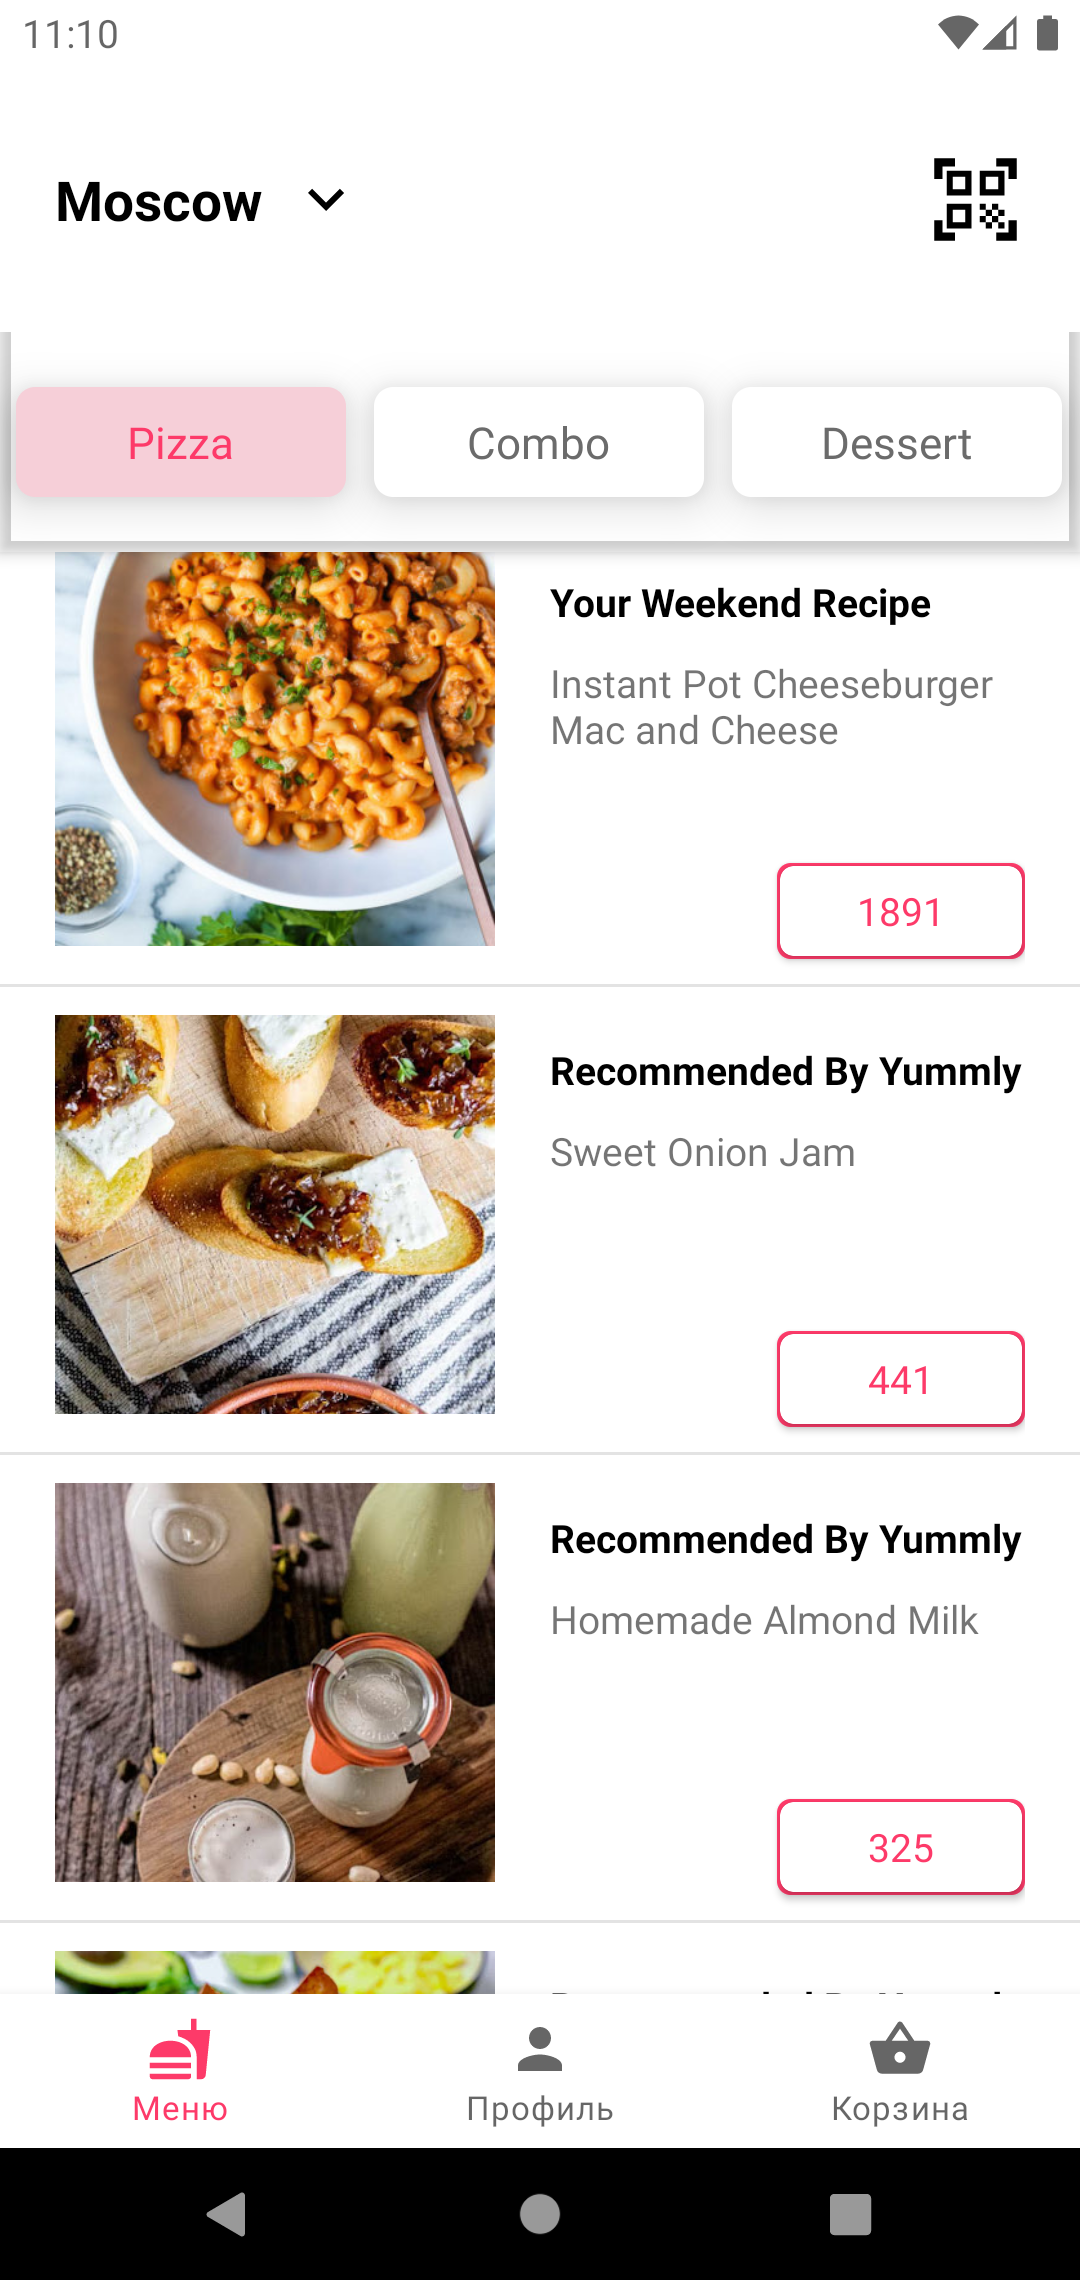 11:10
Moscow
Pizza
Combo
Dessert
Your Weekend Recipe
Instant Pot Cheeseburger
Mac and Cheese
1891
Recommended By Yummly
Sweet Onion Jam
441
Recommended By Yummly
Homemade Almond Milk
325
Меню
Профиль
Корзина